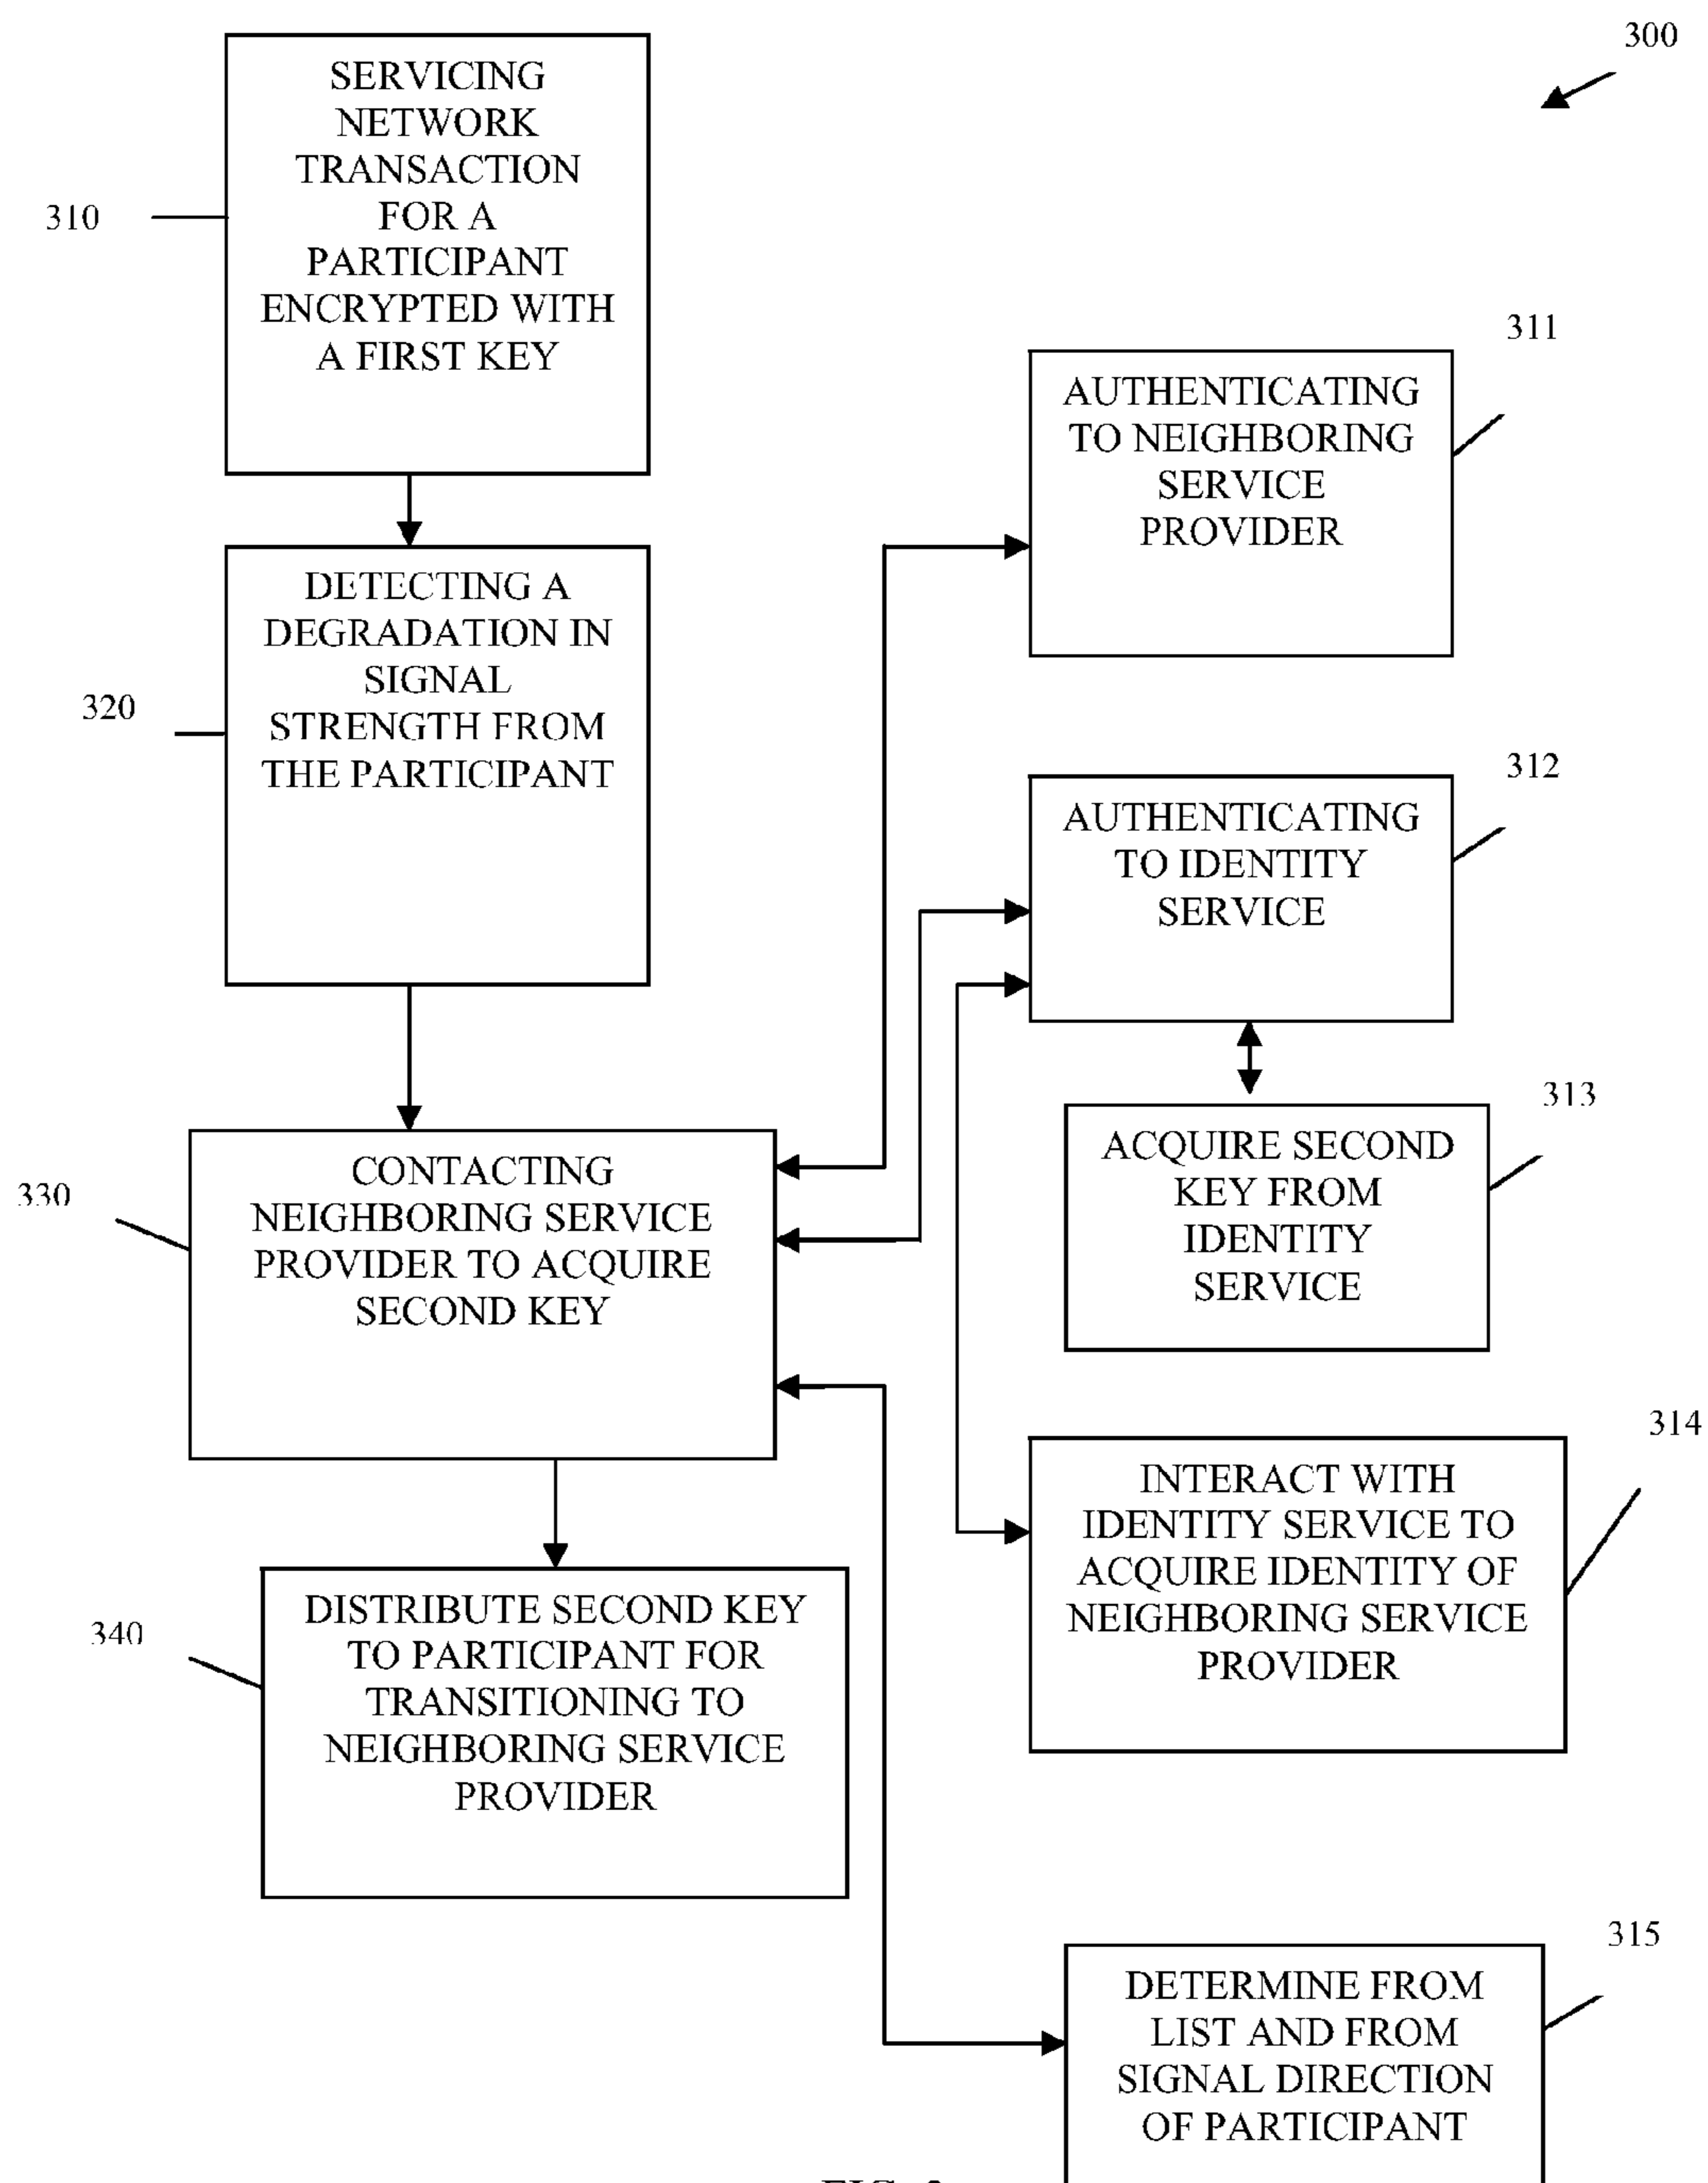 300
SERVICING
NETWORK
TRANSACTION
FOR A
PARTICIPANT
ENCRYPTED WITH
A FIRST KEY
310
311
AUTHENTICATING
TO NEIGHBORING
SERVICE
PROVIDER
DETECTING A
DEGRADATION IN
SIGNAL
STRENGTH FROM
THE PARTICIPANT
320
312
AUTHENTICATING
TO IDENTITY
SERVICE
313
ACQUIRE SECOND
KEY FROM
IDENTITY
SERVICE
330
CONTACTING
NEIGHBORING SERVICE
PROVIDER TO ACQUIRE
SECOND KEY
314
INTERACT WITH
IDENTITY SERVICE TO
ACQUIRE IDENTITY OF
NEIGHBORING SERVICE
PROVIDER
340
DISTRIBUTE SECOND KEY
TO PARTICIPANT FOR
TRANSITIONING TO
NEIGHBORING SERVICE
PROVIDER
315
DETERMINE FROM
LIST AND FROM
SIGNAL DIRECTION
OF PARTICIPANT